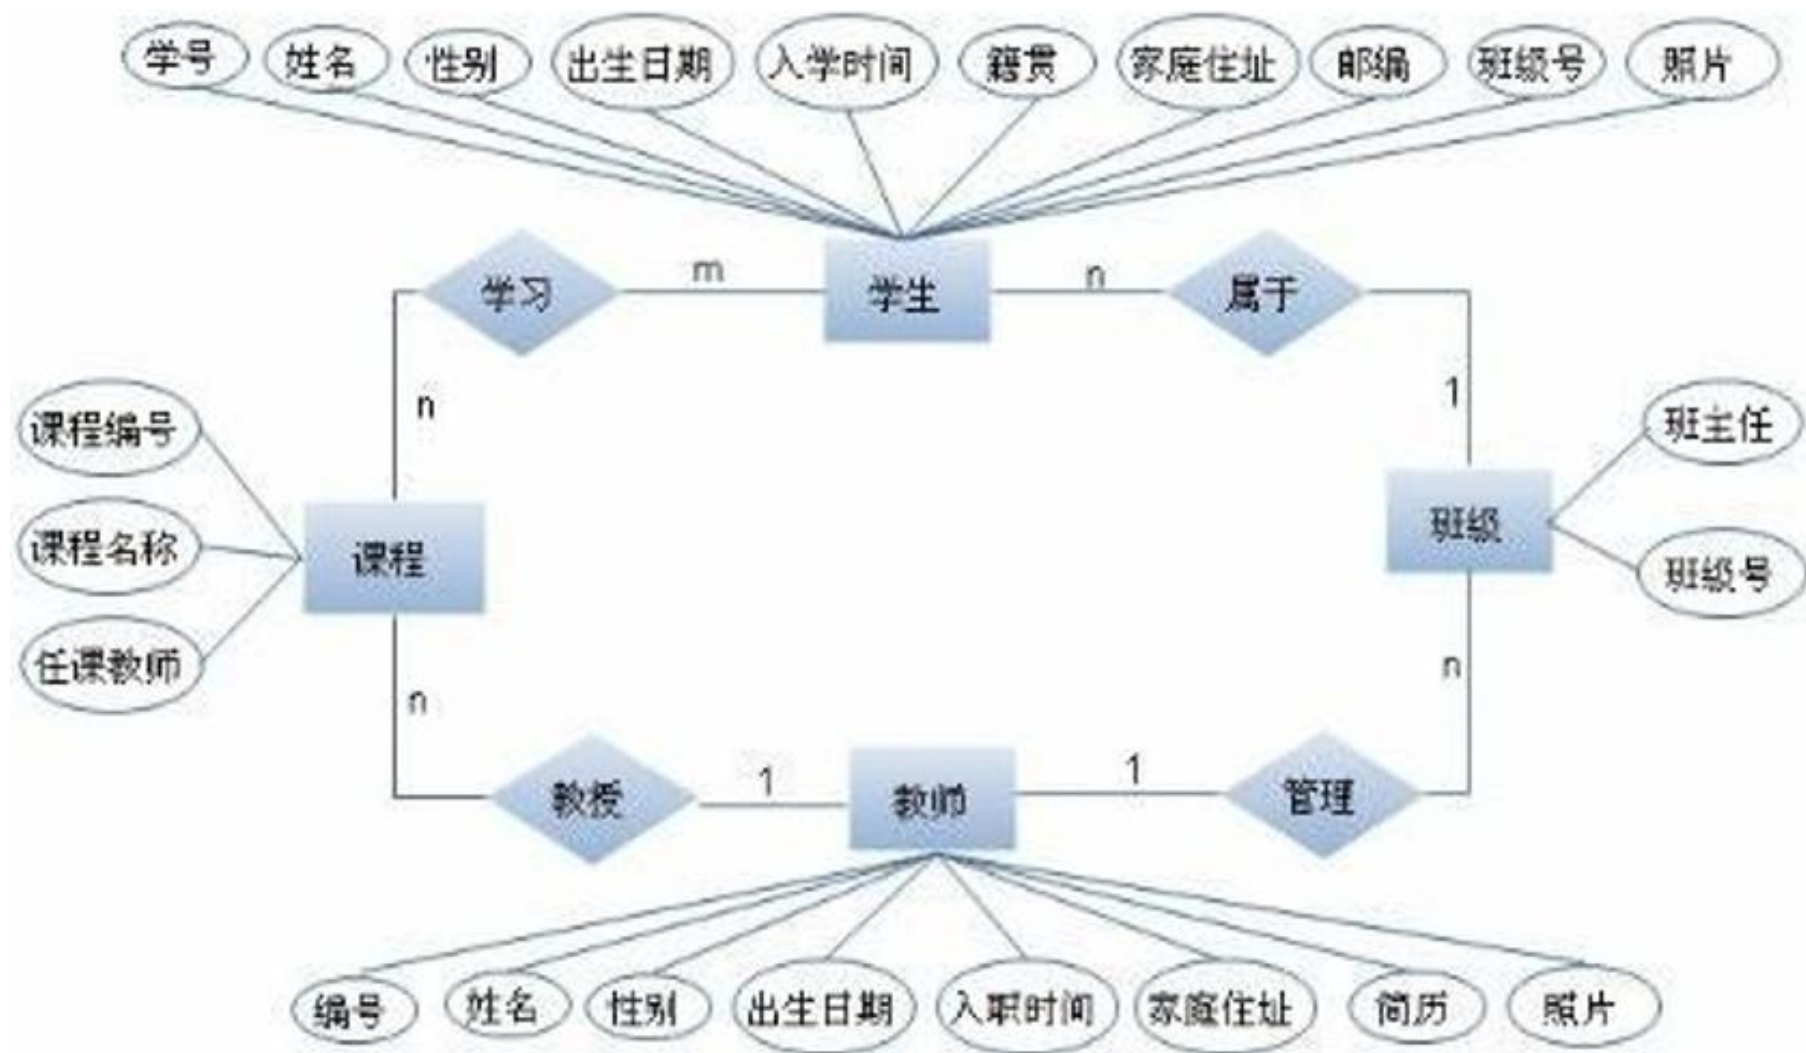 学号 姓名 性别 出生日期 入学时间 籍贯 家庭住址 邮编 班级号 照片
学习 m 学生 n 属于
n 1
课程编号 班主任
课程名称 课程 班级 班级号
任课教师
n n
教授 1 教师 1 管理
编号 姓名 性别 出生日期 入职时间 家庭住址 简历 照片